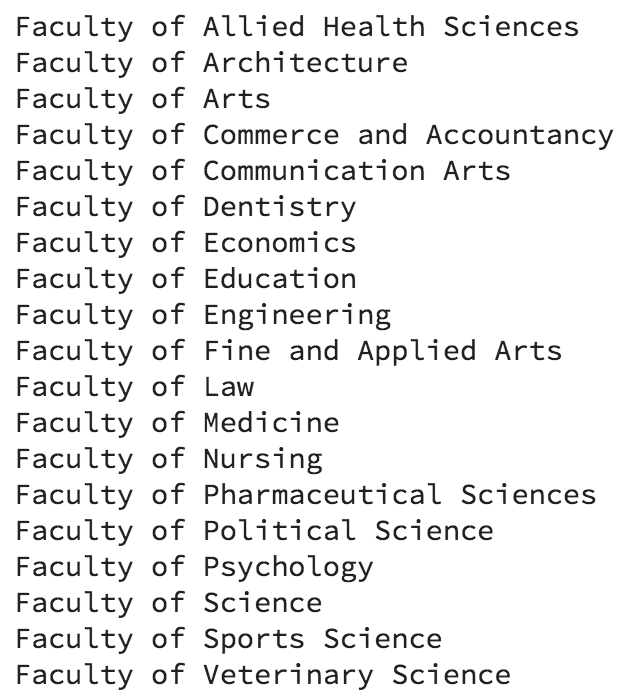 Faculty of Allied Health Sciences
Faculty of Architecture
Faculty of Arts
Faculty of Commerce and Accountancy
Faculty of Communication Arts
Faculty of Dentistry
Faculty of Economics
Faculty of Education
Faculty of Engineering
Faculty of Fine and Applied Arts
Faculty of Law
Faculty of Medicine
Faculty of Nursing
Faculty of Pharmaceutical Sciences
Faculty of Political Science
Faculty of Psychology
Faculty of Science
Faculty of Sports Science
Faculty of Veterinary Science